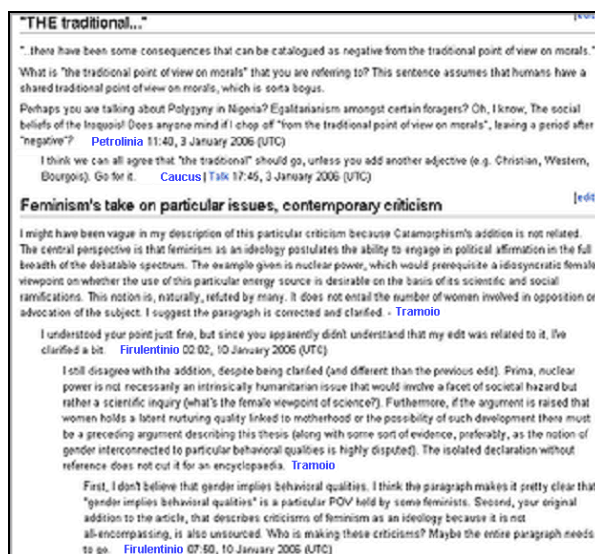 "THE traditional..."
[edit
"..there have been some consequences that can be catalogued as negative from the traditional point of view on morals."
What is "the traditional point of view on morals" that you are referring to? This sentence assumes that humans have a
shared traditional point of view on morals, which is sorta bogus.
Perhaps you are talking about Polygyny in Nigeria? Egalitarianism amongst certain foragers? Oh, I know, The social
beliefs of the Iroquois! Does anyone mind if I chop off "from the traditional point of view on morals", leaving a period after
"negative"? Petrolinia 11:40, 3 January 2006 (UTC)
I think we can all agree that "the traditional" should go, unless you add another adjective (e.g. Christian, Western,
Bourgois). Go for it. Caucus | Talk 17:45, 3 January 2006 (UTC)
Feminism's take on particular issues, contemporary criticism
[edit
I might have been vague in my description of this particular criticism because Catamorphism's addition is not related.
The central perspective is that feminism as an ideology postulates the ability to engage in political affirmation in the full
breadth of the debatable spectrum. The example given is nuclear power, which would prerequisite a idiosyncratic female
viewpoint on whether the use of this particular energy source is desirable on the basis of its scientific and social
ramifications. This notion is, naturally, refuted by many. It does not entail the number of women involved in opposition or
advocation of the subject. I suggest the paragraph is corrected and clarified. - Tramoio
I understood your point just fine, but since you apparently didn't understand that my edit was related to it, I've
clarified a bit. Firulentinio 02:02, 10 January 2006 (UTC)
I still disagree with the addition, despite being clarified (and different than the previous edit). Prima, nuclear
power is not necessarily an intrinsically humanitarian issue that would involve a facet of societal hazard but
rather a scientific inquiry (what's the female viewpoint of science?). Furthermore, if the argument is raised that
women holds a latent nurturing quality linked to motherhood or the possibility of such development there must
be a preceding argument describing this thesis (along with some sort of evidence, preferably, as the notion of
gender interconnected to particular behavioral qualities is highly disputed). The isolated declaration without
reference does not cut it for an encyclopaedia. Tramoio
First, I don't believe that gender implies behavioral qualities. I think the paragraph makes it pretty clear that
"gender implies behavioral qualities" is a particular POV held by some feminists. Second, your original
addition to the article, that describes criticisms of feminism as an ideology because it is not
all-encompassing, is also unsourced. Who is making these criticisms? Maybe the entire paragraph needs
to go. Firulentinio 07:50, 10 January 2006 (UTC)